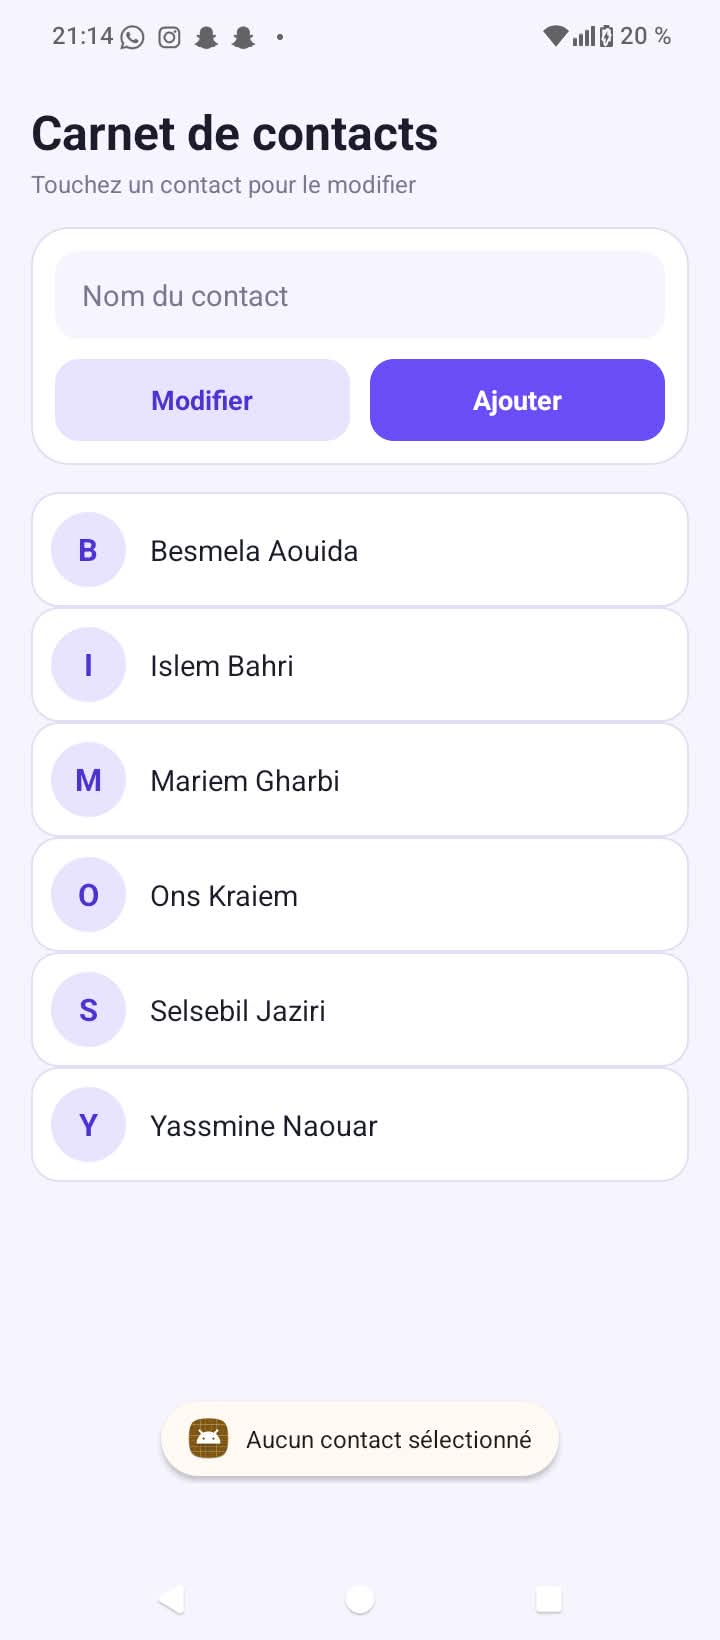 21:14 20 %
Carnet de contacts
Touchez un contact pour le modifier
Nom du contact
Modifier Ajouter
B Besmela Aouida
I Islem Bahri
M Mariem Gharbi
O Ons Kraiem
S Selsebil Jaziri
Y Yassmine Naouar
Aucun contact sélectionné